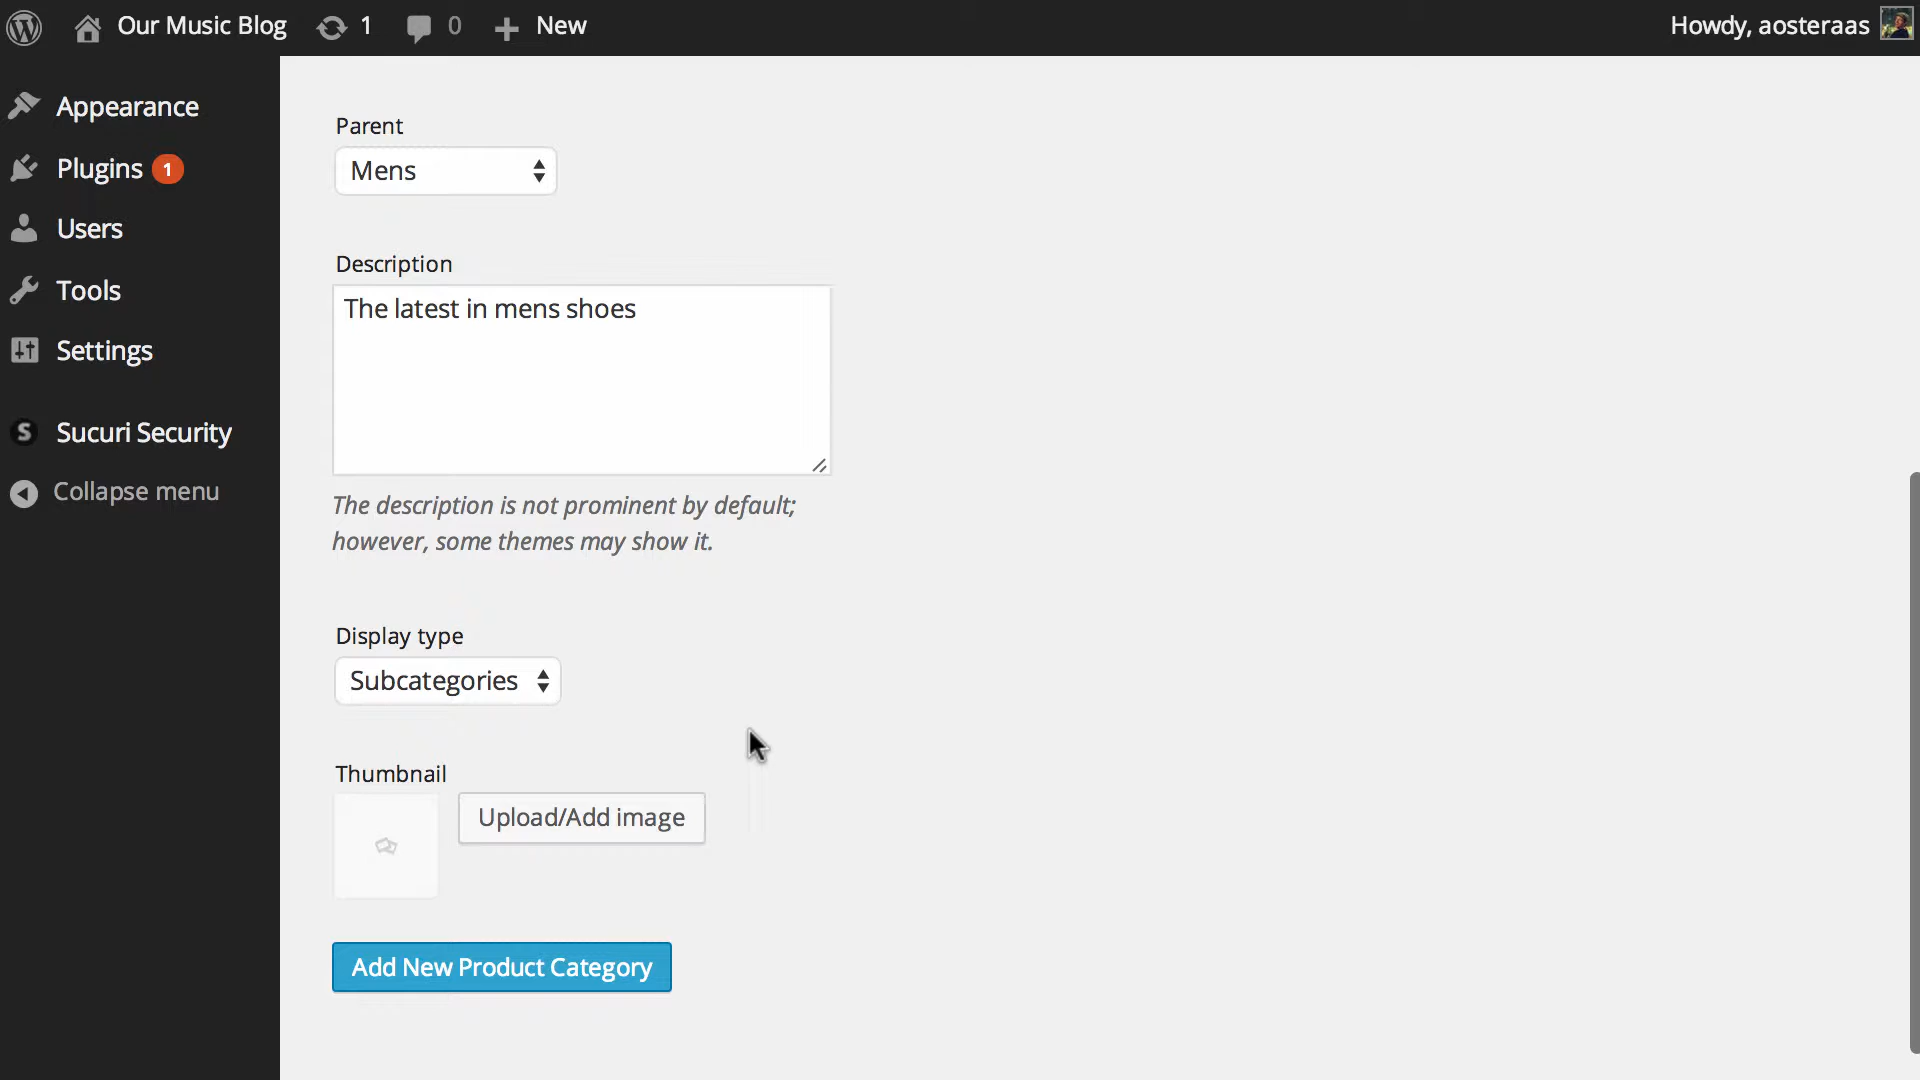 Our Music Blog 1 0 New Howdy, aosteraas
Appearance
Plugins 1
Users
Tools
Settings
Sucuri Security
Collapse menu
Parent
Mens
Description
The latest in mens shoes
The description is not prominent by default;
however, some themes may show it.
Display type
Subcategories
Thumbnail
Upload/Add image
Add New Product Category